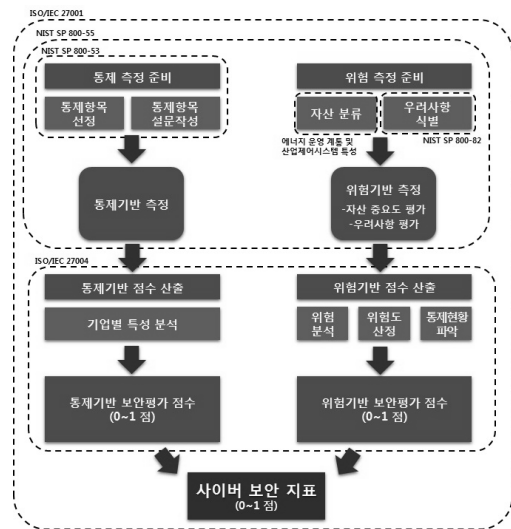 ISO/IEC 27001
NIST SP 800-55
NIST SP 800-53
통제 측정 준비
통제항목
선정
통제항목
설문작성
위험 측정 준비
자산 분류
우려사항
식별
에너지 운영 계통 및
산업제어시스템 특성
NIST SP 800-82
통제기반 측정
위험기반 측정
-자산 중요도 평가
-우려사항 평가
ISO/IEC 27004
통제기반 점수 산출
기업별 특성 분석
위험기반 점수 산출
위험
분석
위험도
산정
통제현황
파악
통제기반 보안평가 점수
(0~1 점)
위험기반 보안평가 점수
(0~1 점)
사이버 보안 지표
(0~1 점)